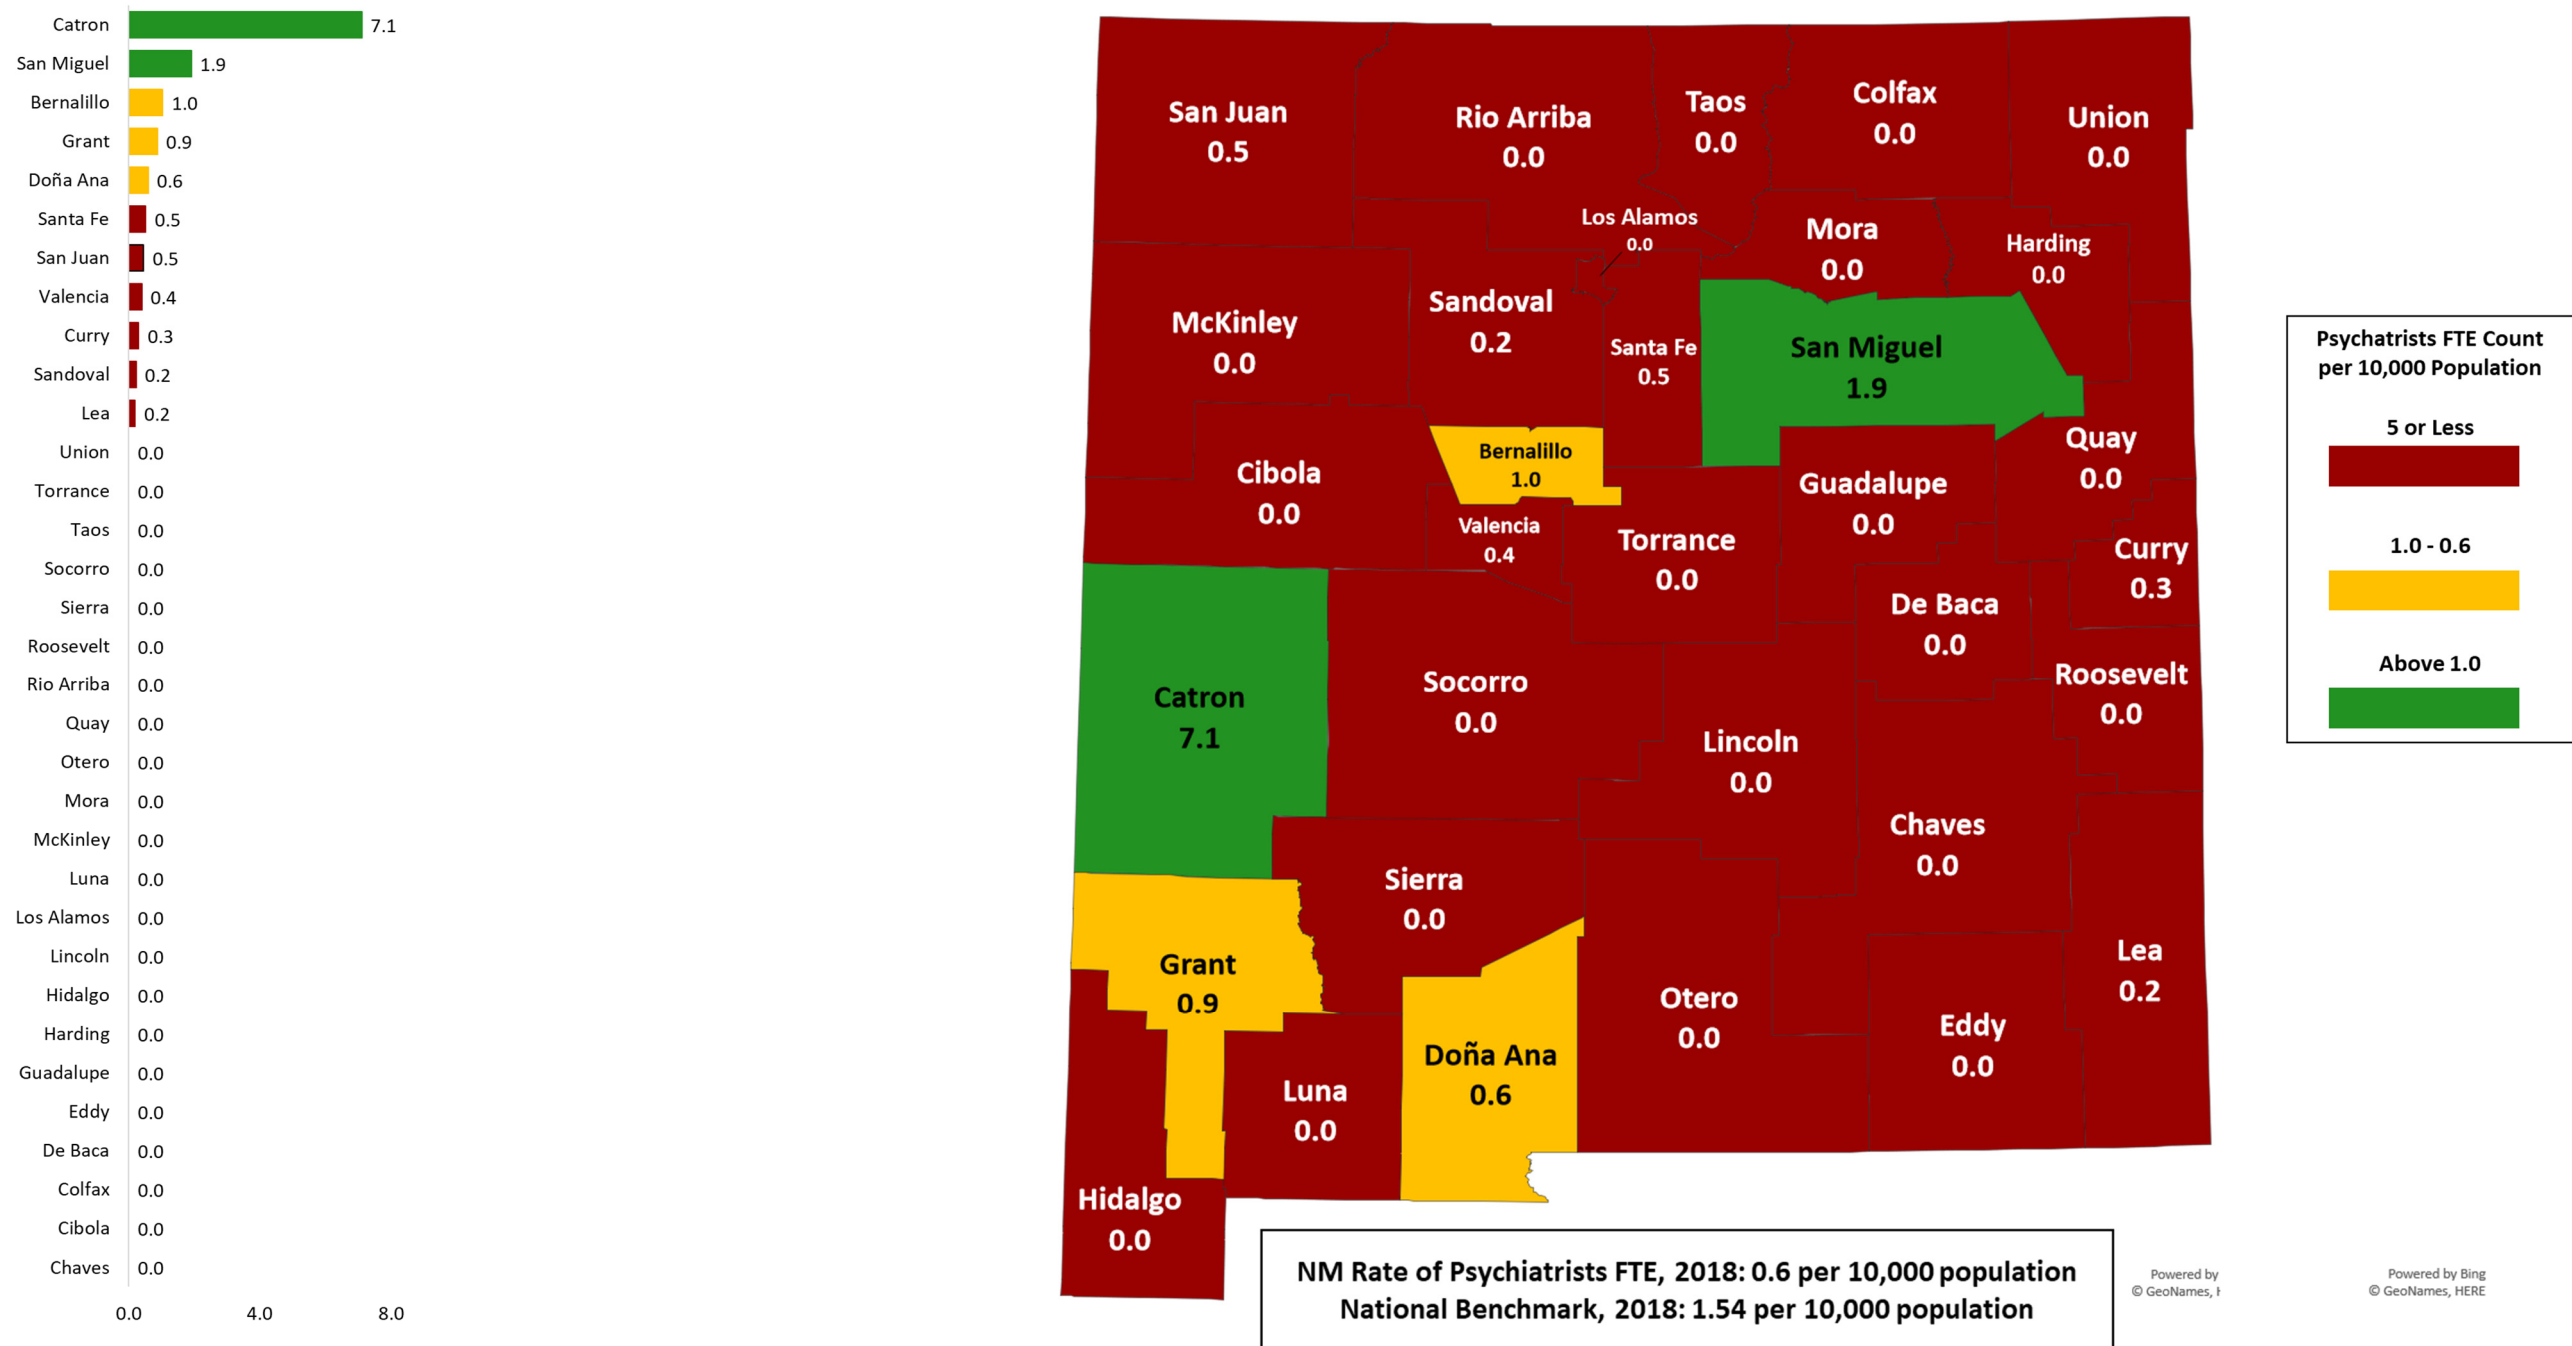 Catron 7.1
San Miguel 1.9
Bernalillo 1.0
Grant 0.9
Doña Ana 0.6
Santa Fe 0.5
San Juan 0.5
Valencia 0.4
Curry 0.3
Sandoval 0.2
Lea 0.2
Union 0.0
Torrance 0.0
Taos 0.0
Socorro 0.0
Sierra 0.0
Roosevelt 0.0
Rio Arriba 0.0
Quay 0.0
Otero 0.0
Mora 0.0
McKinley 0.0
Luna 0.0
Los Alamos 0.0
Lincoln 0.0
Hidalgo 0.0
Harding 0.0
Guadalupe 0.0
Eddy 0.0
De Baca 0.0
Colfax 0.0
Cibola 0.0
Chaves 0.0
0.0 4.0 8.0
San Juan
0.5
Rio Arriba
0.0
Taos
0.0
Colfax
0.0
Union
0.0
Los Alamos
0.0
Mora
0.0
Harding
0.0
McKinley
0.0
Sandoval
0.2
Santa Fe
0.5
San Miguel
1.9
Quay
0.0
Cibola
0.0
Bernalillo
1.0
Guadalupe
0.0
Valencia
0.4
Torrance
0.0
Curry
0.3
De Baca
0.0
Roosevelt
0.0
Catron
7.1
Socorro
0.0
Lincoln
0.0
Chaves
0.0
Sierra
0.0
Lea
0.2
Grant
0.9
Otero
0.0
Eddy
0.0
Doña Ana
0.6
Luna
0.0
Hidalgo
0.0
Psychatrists FTE Count
per 10,000 Population
5 or Less
1.0 - 0.6
Above 1.0
NM Rate of Psychiatrists FTE, 2018: 0.6 per 10,000 population
National Benchmark, 2018: 1.54 per 10,000 population
Powered by
© GeoNames,
Powered by Bing
© GeoNames, HERE